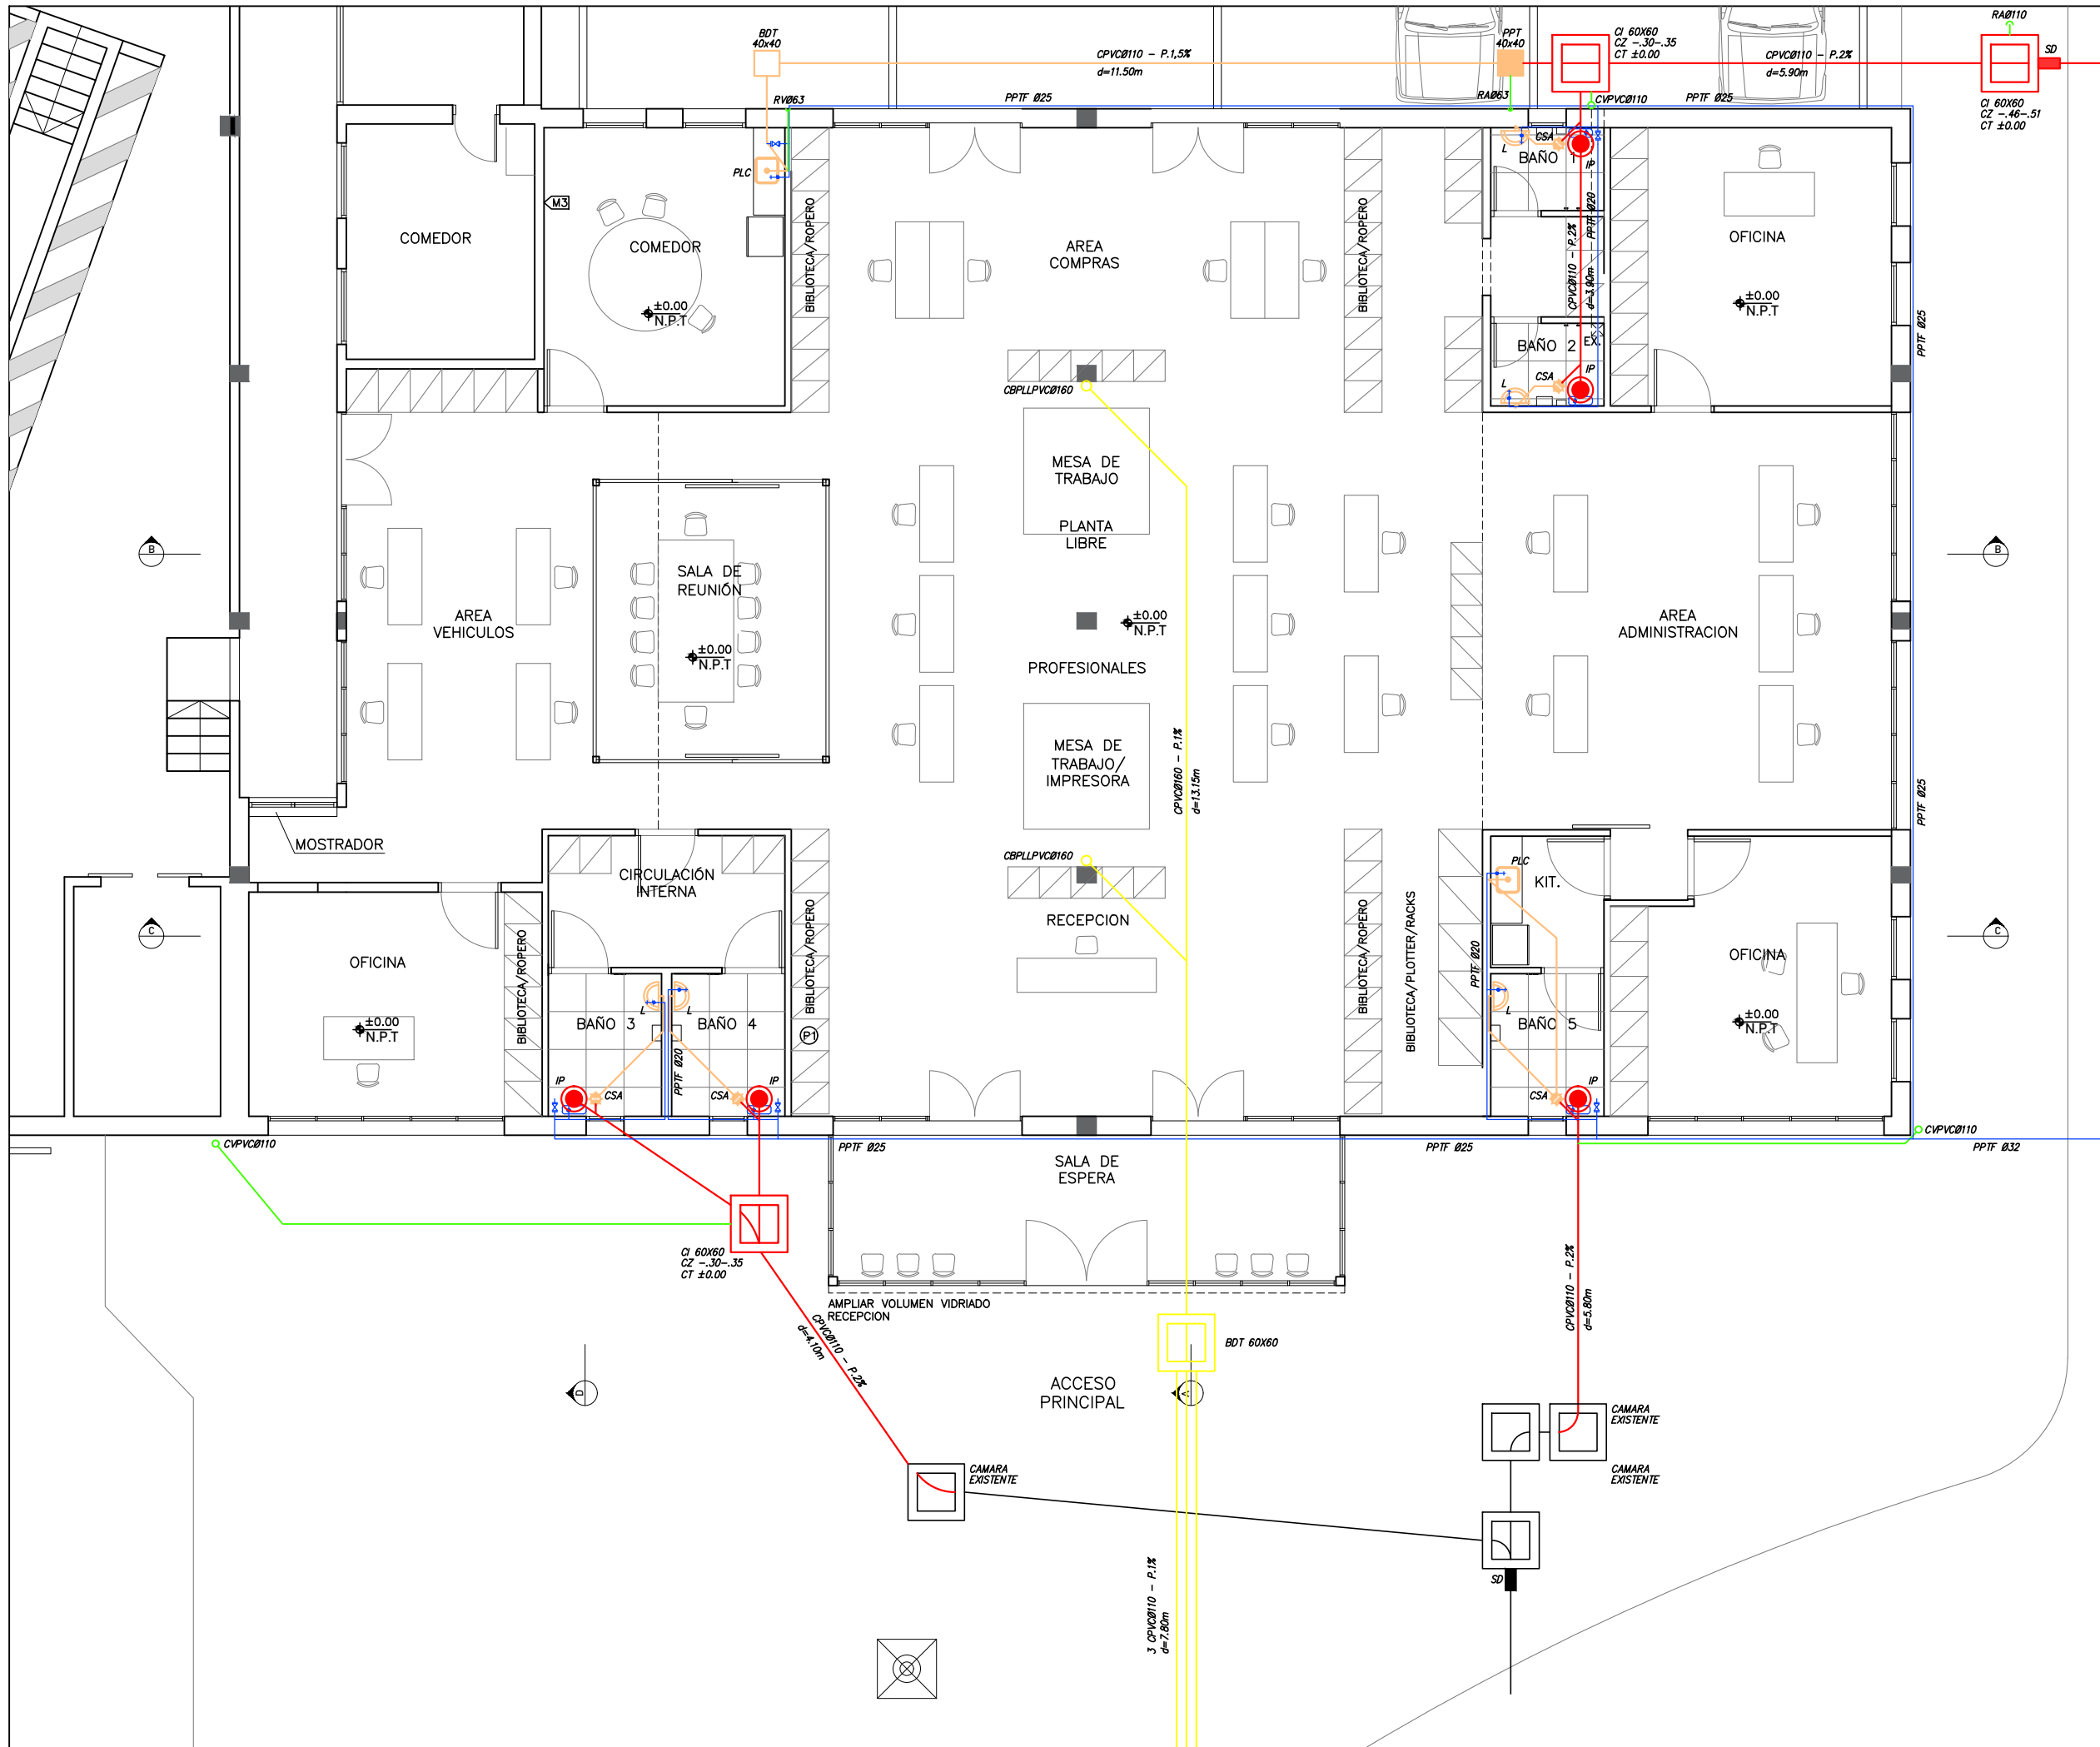 RAØ110
BDT
40x40
PPT
40x40
CI 60X60
CZ -.30-.35
CT ±0.00
CPVCØ110 - P.1,5%
d=11.50m
CPVCØ110 - P.2%
d=5.90m
SD
CI 60X60
CZ -.46-.51
CT ±0.00
RVØ63
PPTF Ø25
RAØ63
CVPVCØ110
PPTF Ø25
PLC
M3
COMEDOR
COMEDOR
±0.00
N.P.T
BIBLIOTECA/ROPERO
AREA
COMPRAS
BIBLIOTECA/ROPERO
L
CSA
BAÑO 1
IP
PPTF Ø20
CPVCØ110 - P.2%
d=3.90m
OFICINA
±0.00
N.P.T
PPTF Ø25
BAÑO 2
EX.
L
CSA
IP
CBPLLPVCØ160
MESA DE
TRABAJO
PLANTA
LIBRE
B
B
SALA DE
REUNIÓN
±0.00
N.P.T
AREA
VEHICULOS
±0.00
N.P.T
PROFESIONALES
AREA
ADMINISTRACION
MESA DE
TRABAJO/
IMPRESORA
CPVCØ160 - P.1%
d=13.15m
PPTF Ø25
MOSTRADOR
CBPLLPVCØ160
CIRCULACIÓN
INTERNA
PLC
KIT.
RECEPCION
C
C
OFICINA
±0.00
N.P.T
BIBLIOTECA/ROPERO
BIBLIOTECA/ROPERO
BIBLIOTECA/ROPERO
BIBLIOTECA/PLOTTER/RACKS
PPTF Ø20
OFICINA
±0.00
N.P.T
L
L
BAÑO 3
BAÑO 4
P1
L
BAÑO 5
PPTF Ø20
IP
CSA
CSA
IP
CSA
IP
CVPVCØ110
PPTF Ø25
PPTF Ø25
CVPVCØ110
PPTF Ø32
SALA DE
ESPERA
CI 60X60
CZ -.30-.35
CT ±0.00
AMPLIAR VOLUMEN VIDRIADO
RECEPCION
CPVCØ110 - P.2%
d=4.10m
BDT 60X60
CPVCØ110 - P.2%
d=5.80m
D
A
ACCESO
PRINCIPAL
CAMARA
EXISTENTE
CAMARA
EXISTENTE
CAMARA
EXISTENTE
SD
3 CPVCØ110 - P.1%
d=7.80m